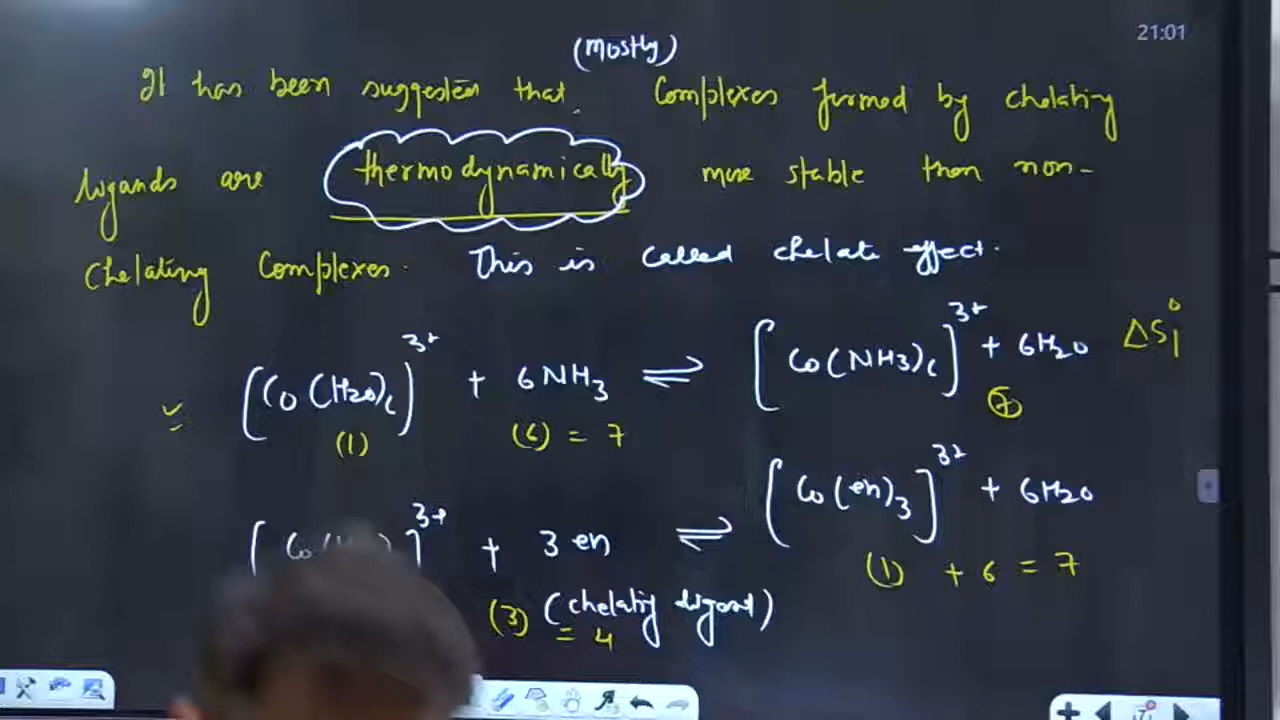 21:01
(mostly)
It has been suggested that Complexes formed by chelating
ligands are thermodynamically more stable than non-
Chelating Complexes. This is called chelate effect.
[Co(H2O)6]3+ + 6NH3 ⇌ [Co(NH3)6]3+ + 6H2O ΔS1°
(1) (6) = 7 7
3+ + 3 en ⇌ [Co(en)3]3+ + 6H2O
(1) + 6 = 7
(3) (chelating ligand)
= 4